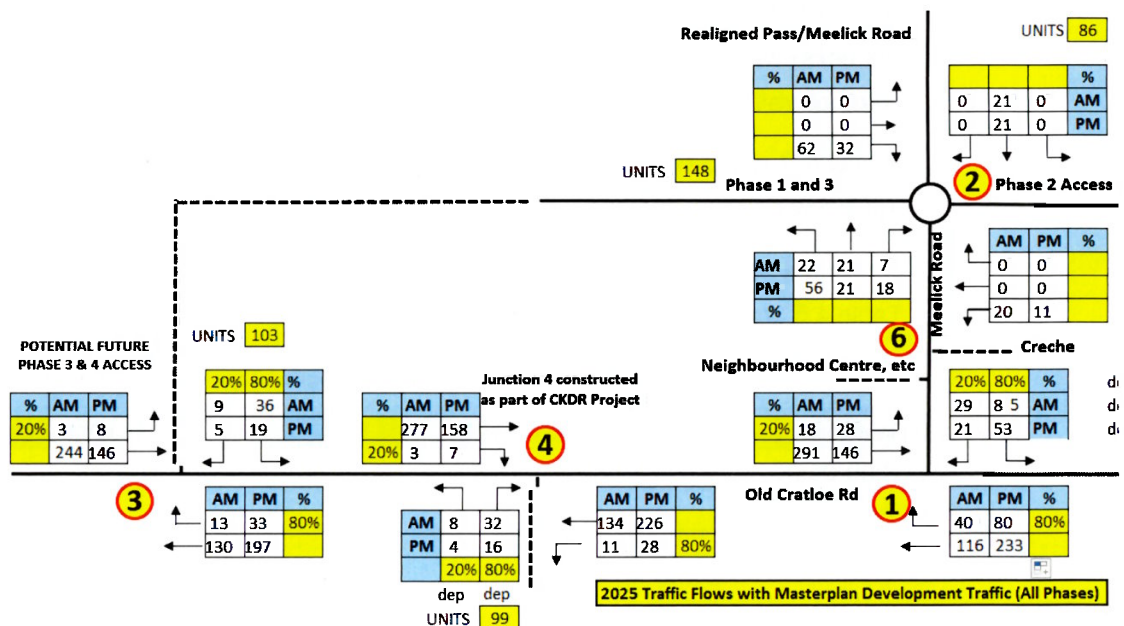 Realigned Pass/Meelick Road
UNITS 86
% AM PM
0 0
0 0
62 32
%
0 21 0 AM
0 21 0 PM
UNITS 148
Phase 1 and 3
2
Phase 2 Access
AM 22 21 7
PM 56 21 18
%
6
Meelick Road
AM PM %
0 0
0 0
20 11
Creche
Neighbourhood Centre, etc
UNITS 103
POTENTIAL FUTURE
PHASE 3 & 4 ACCESS
% AM PM
20% 3 8
244 146
20% 80% %
9 36 AM
5 19 PM
Junction 4 constructed
as part of CKDR Project
% AM PM
277 158
20% 3 7
4
% AM PM
20% 18 28
291 146
20% 80% %
29 8 5 AM
21 53 PM
3
AM PM %
13 33 80%
130 197
AM 8 32
PM 4 16
20% 80%
dep dep
UNITS 99
AM PM %
134 226
11 28 80%
Old Cratloe Rd
1
AM PM %
40 80 80%
116 233
2025 Traffic Flows with Masterplan Development Traffic (All Phases)